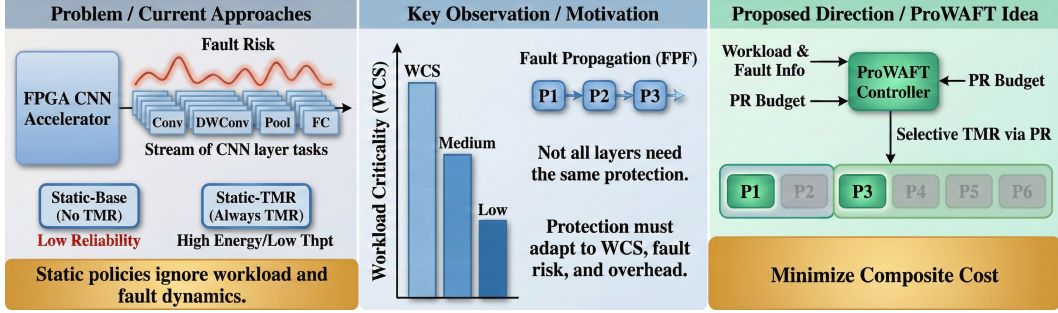 Problem / Current Approaches
Fault Risk
FPGA CNN
Accelerator
Conv
DWConv
Pool
FC
Stream of CNN layer tasks
Static-Base
(No TMR)
Low Reliability
Static-TMR
(Always TMR)
High Energy/Low Thpt
Static policies ignore workload and
fault dynamics.
Key Observation / Motivation
Workload Criticality (WCS)
WCS
Medium
Low
Fault Propagation (FPF)
P1
P2
P3
Not all layers need
the same protection.
Protection must
adapt to WCS, fault
risk, and overhead.
Proposed Direction / ProWAFT Idea
Workload &
Fault Info
PR Budget
ProWAFT
Controller
PR Budget
Selective TMR via PR
P1
P2
P3
P4
P5
P6
Minimize Composite Cost